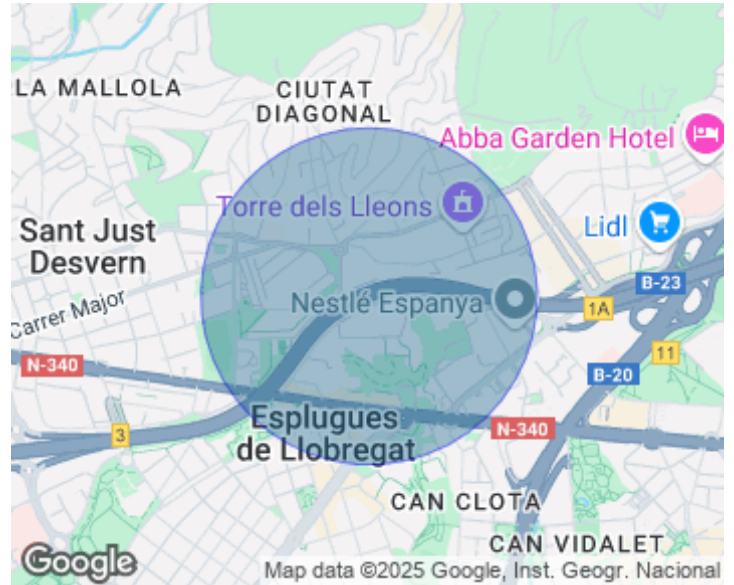 LA MALLOLA
CIUTAT
DIAGONAL
Abba Garden Hotel
Torre dels Lleons
Lidl
Sant Just
Desvern
B-23
Nestlé Espanya
1A
Carrer Major
N-340
11
B-20
Esplugues
de Llobregat
N-340
3
CAN CLOTA
CAN VIDALET
Google
Map data ©2025 Google, Inst. Geogr. Nacional